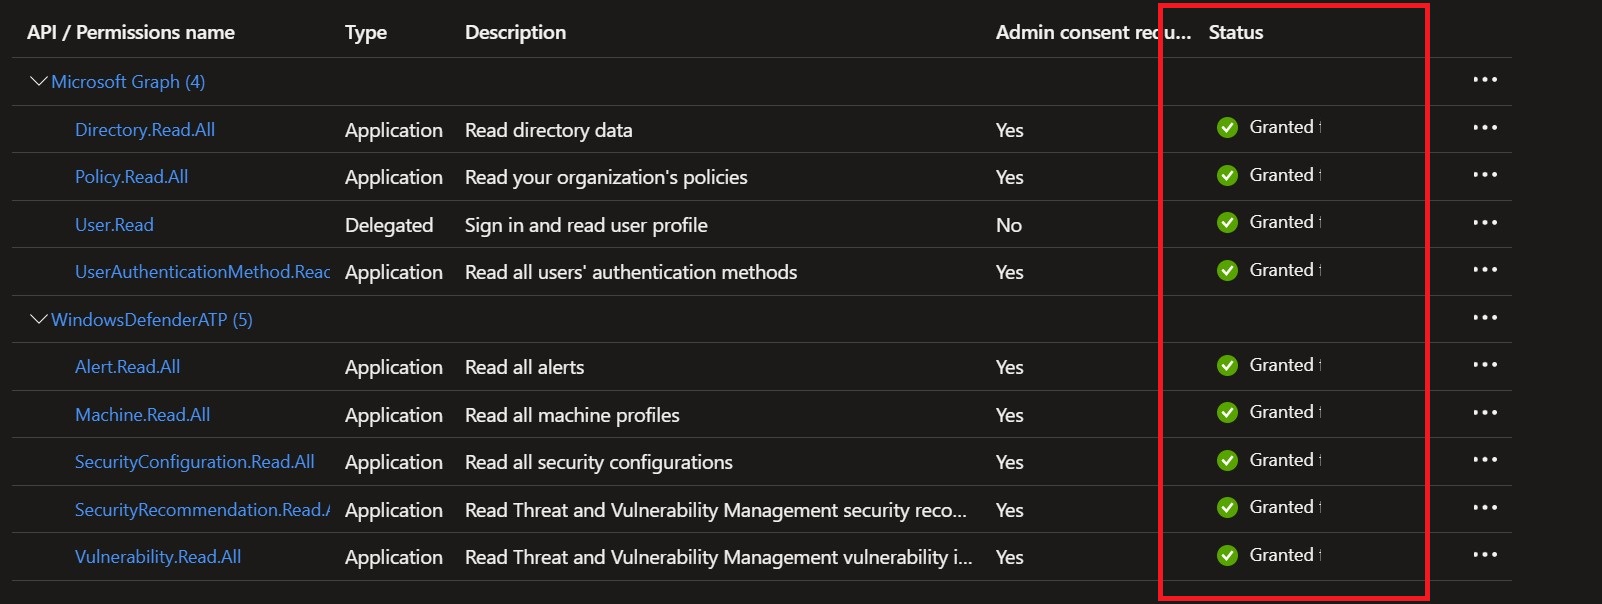 API / Permissions name Type Description Admin consent requ... Status
Microsoft Graph (4)
Directory.Read.All Application Read directory data Yes Granted f
Policy.Read.All Application Read your organization's policies Yes Granted
User.Read Delegated Sign in and read user profile No Granted
UserAuthenticationMethod.Read Application Read all users' authentication methods Yes Granted f
WindowsDefenderATP (5)
Alert.Read.All Application Read all alerts Yes Granted
Machine.Read.All Application Read all machine profiles Yes Granted f
SecurityConfiguration.Read.All Application Read all security configurations Yes Granted
SecurityRecommendation.Read.A Application Read Threat and Vulnerability Management security reco... Yes Granted
Vulnerability.Read.All Application Read Threat and Vulnerability Management vulnerability i... Yes Granted f